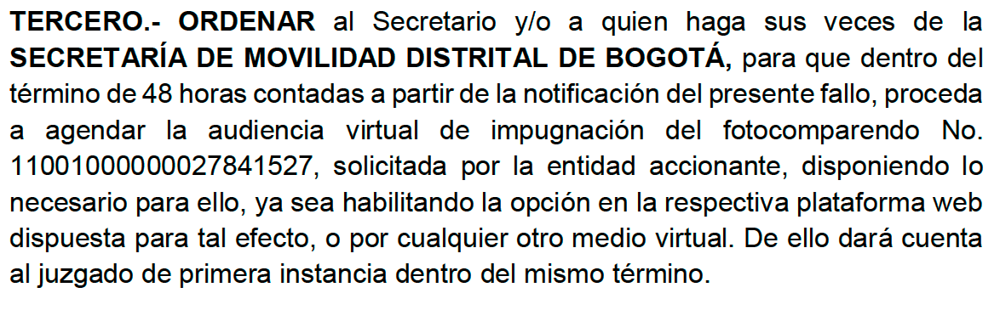 TERCERO.- ORDENAR al Secretario y/o a quien haga sus veces de la
SECRETARÍA DE MOVILIDAD DISTRITAL DE BOGOTÁ, para que dentro del
término de 48 horas contadas a partir de la notificación del presente fallo, proceda
a agendar la audiencia virtual de impugnación del fotocomparendo No.
11001000000027841527, solicitada por la entidad accionante, disponiendo lo
necesario para ello, ya sea habilitando la opción en la respectiva plataforma web
dispuesta para tal efecto, o por cualquier otro medio virtual. De ello dará cuenta
al juzgado de primera instancia dentro del mismo término.